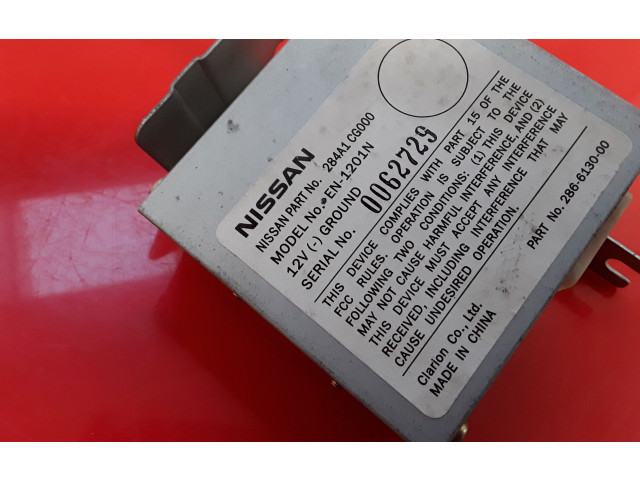 NISSAN
NISSAN PART No. 284A1 CG000
MODEL No. EN-1201N
12V (-) GROUND
SERIAL No. 0062729
THIS DEVICE COMPLIES WITH PART 15 OF THE
FCC RULES. OPERATION IS SUBJECT TO THE
FOLLOWING TWO CONDITIONS: (1) THIS DEVICE
MAY NOT CAUSE HARMFUL INTERFERENCE, AND (2)
THIS DEVICE MUST ACCEPT ANY INTERFERENCE
RECEIVED, INCLUDING INTERFERENCE THAT MAY
CAUSE UNDESIRED OPERATION.
PART No. 286-6130-00
Clarion Co., Ltd.
MADE IN CHINA